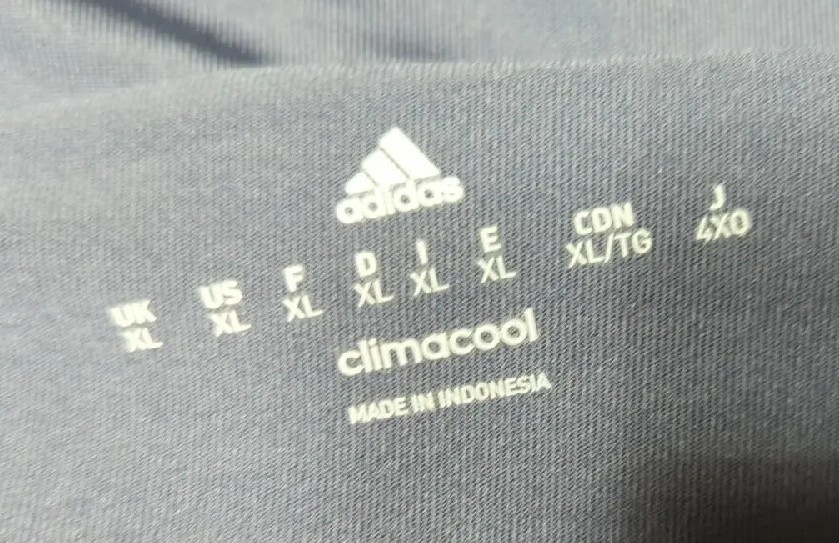 adidas
UK US F D I E CDN J
XL XL XL XL XL XL XL/TG 4XO
climacool
MADE IN INDONESIA